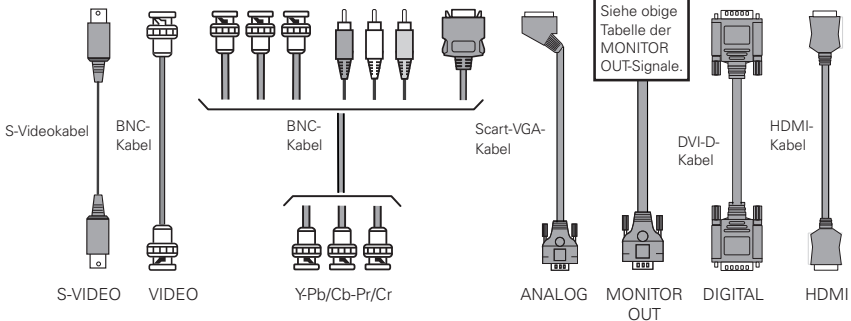 Siehe obige
Tabelle der
MONITOR
OUT-Signale.
S-Videokabel
BNC-
Kabel
BNC-
Kabel
Scart-VGA-
Kabel
DVI-D-
Kabel
HDMI-
Kabel
S-VIDEO
VIDEO
Y-Pb/Cb-Pr/Cr
ANALOG
MONITOR
OUT
DIGITAL
HDMI